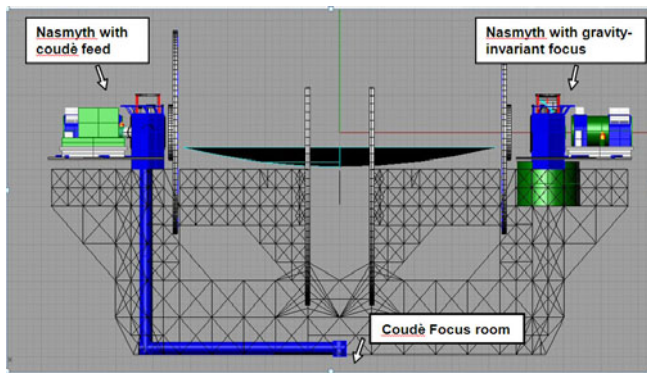 Nasmyth with
coudè feed
Nasmyth with gravity-
invariant focus
Coudè Focus room